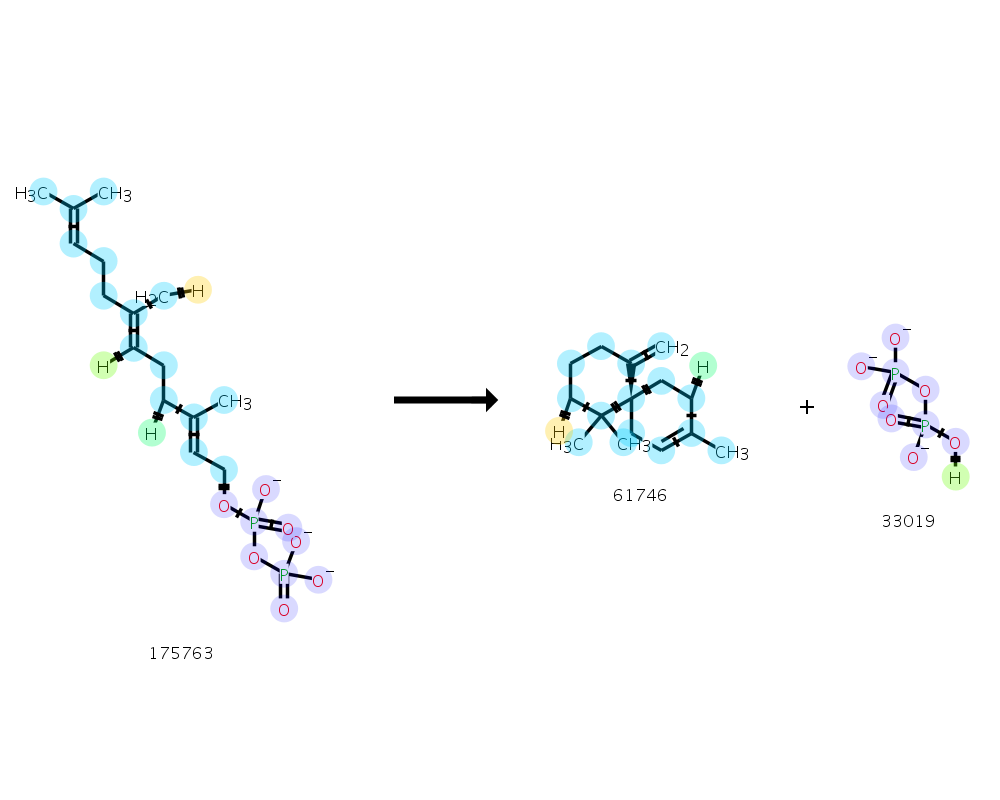 H3C CH3
H2C H
H
CH3
H
O O−
P O
O O−
P O−
O
175763
CH2
H
H
H3C CH3 CH3
61746
+
O−
O− P
O O
O P O
O−
H
33019